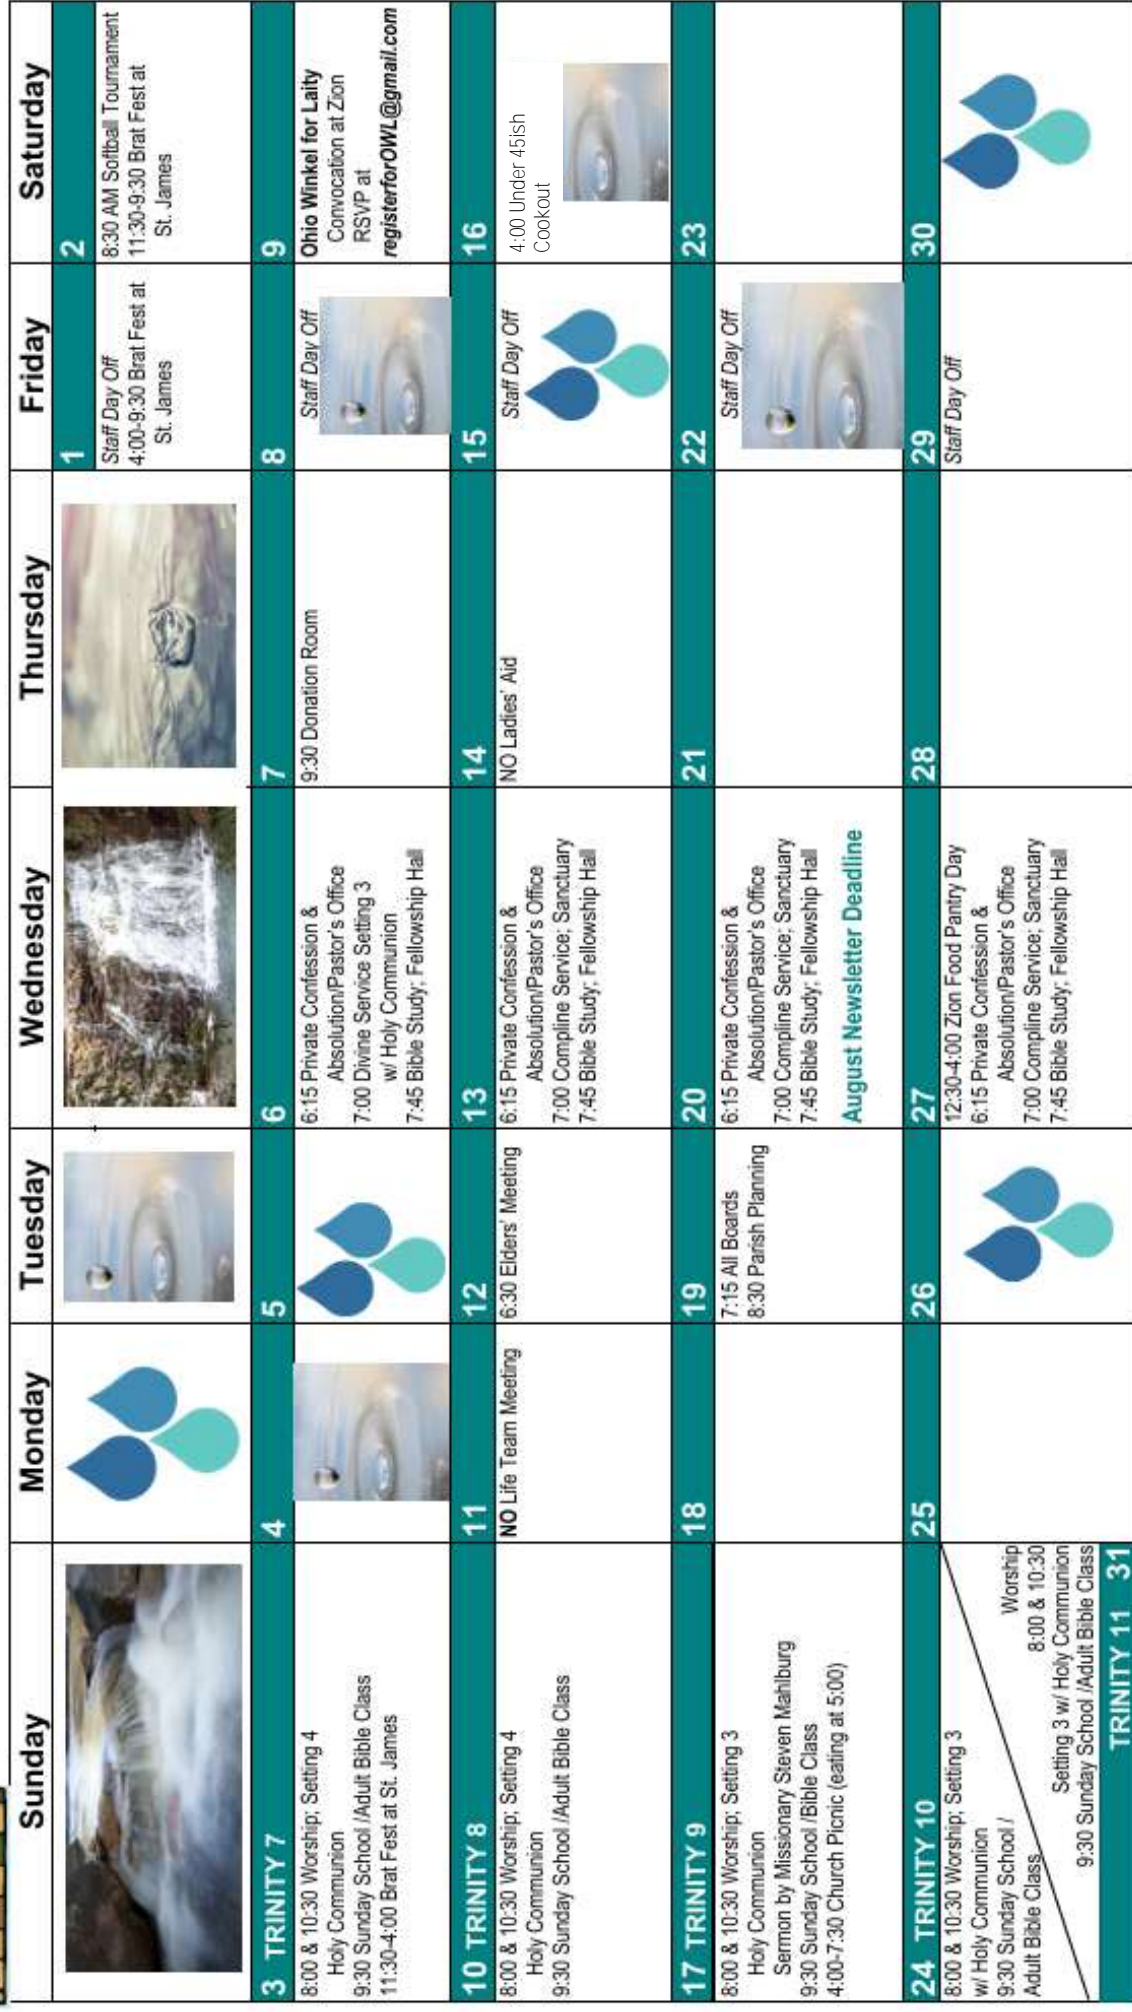 Sunday
Monday
Tuesday
Wednesday
Thursday
Friday
Saturday
1
Staff Day Off
4:00-9:30 Brat Fest at
St. James
2
8:30 AM Softball Tournament
11:30-9:30 Brat Fest at
St. James
3 TRINITY 7
8:00 & 10:30 Worship; Setting 4
Holy Communion
9:30 Sunday School /Adult Bible Class
11:30-4:00 Brat Fest at St. James
4
5
6
6:15 Private Confession &
Absolution/Pastor's Office
7:00 Divine Service Setting 3
w/ Holy Communion
7:45 Bible Study; Fellowship Hall
7
9:30 Donation Room
8
Staff Day Off
9
Ohio Winkel for Laity
Convocation at Zion
RSVP at
registerforOWL@gmail.com
10 TRINITY 8
8:00 & 10:30 Worship; Setting 4
Holy Communion
9:30 Sunday School /Adult Bible Class
11
NO Life Team Meeting
12
6:30 Elders' Meeting
13
6:15 Private Confession &
Absolution/Pastor's Office
7:00 Compline Service; Sanctuary
7:45 Bible Study; Fellowship Hall
14
NO Ladies' Aid
15
Staff Day Off
16
4:00 Under 45ish
Cookout
17 TRINITY 9
8:00 & 10:30 Worship; Setting 3
Holy Communion
Sermon by Missionary Steven Mahlburg
9:30 Sunday School /Bible Class
4:00-7:30 Church Picnic (eating at 5:00)
18
19
7:15 All Boards
8:30 Parish Planning
20
6:15 Private Confession &
Absolution/Pastor's Office
7:00 Compline Service; Sanctuary
7:45 Bible Study; Fellowship Hall
August Newsletter Deadline
21
22
Staff Day Off
23
24 TRINITY 10
8:00 & 10:30 Worship; Setting 3
w/ Holy Communion
9:30 Sunday School /
Adult Bible Class
Worship
8:00 & 10:30
Setting 3 w/ Holy Communion
9:30 Sunday School /Adult Bible Class
TRINITY 11 31
25
26
27
12:30-4:00 Zion Food Pantry Day
6:15 Private Confession &
Absolution/Pastor's Office
7:00 Compline Service; Sanctuary
7:45 Bible Study; Fellowship Hall
28
29
Staff Day Off
30